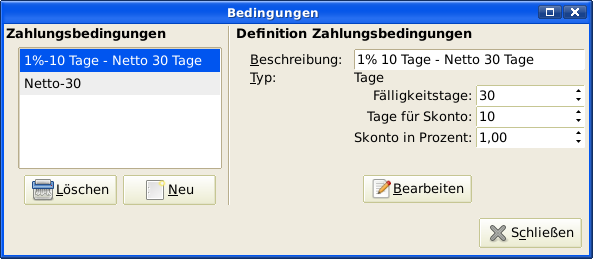 Bedingungen
Zahlungsbedingungen
1%-10 Tage - Netto 30 Tage
Netto-30
Löschen
Neu
Definition Zahlungsbedingungen
Beschreibung: 1% 10 Tage - Netto 30 Tage
Typ: Tage
Fälligkeitstage: 30
Tage für Skonto: 10
Skonto in Prozent: 1,00
Bearbeiten
Schließen